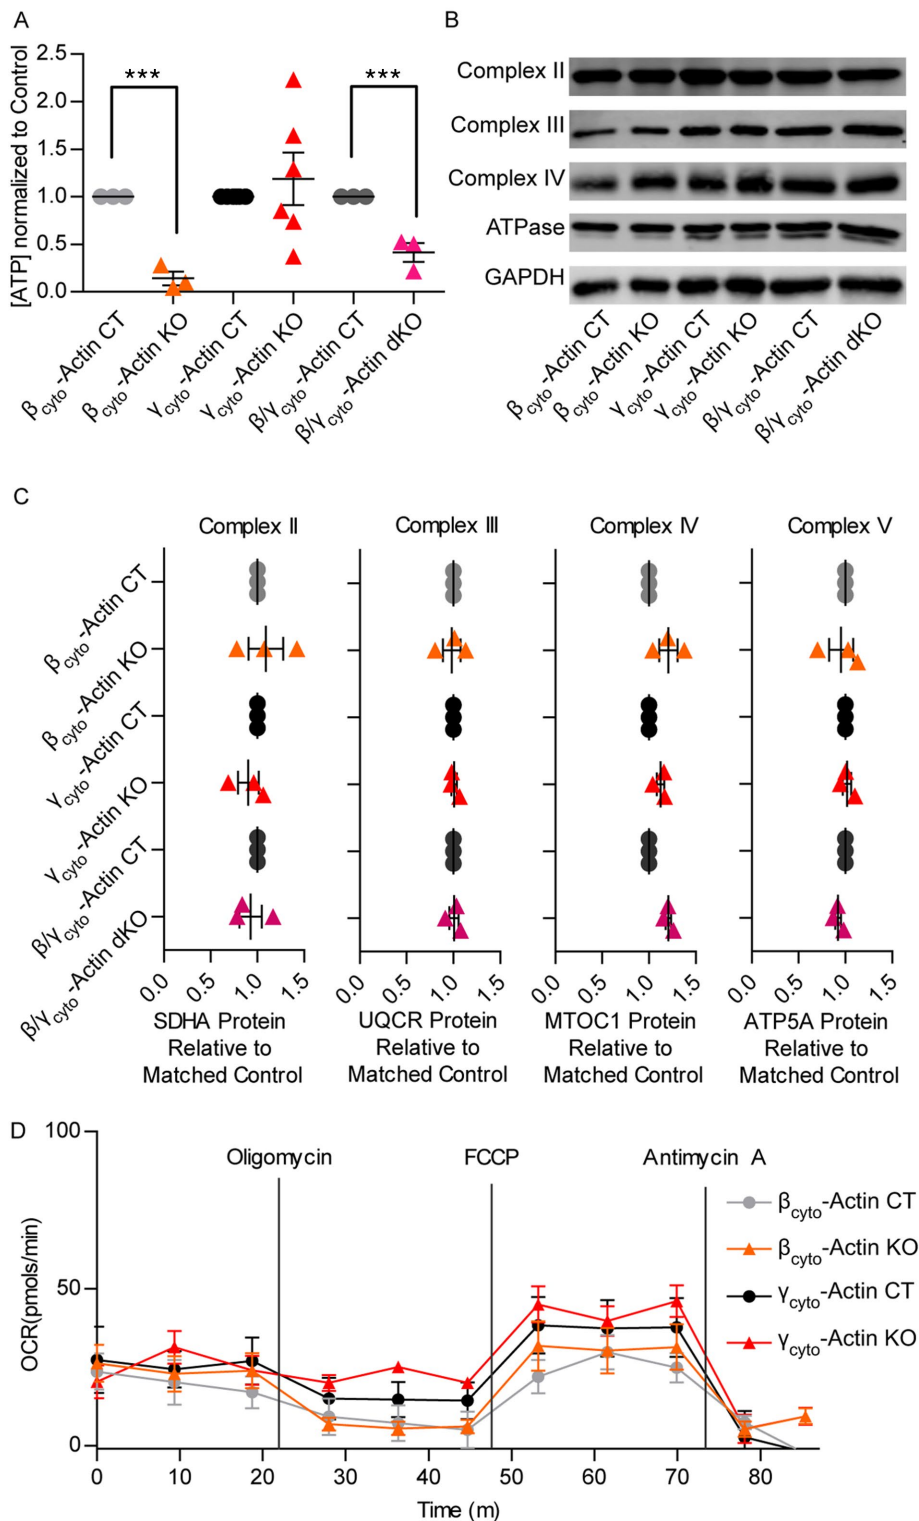 A
[ATP] normalized to Control
2.5
2.0
1.5
1.0
0.5
0.0
***
***
βcyto-Actin CT
βcyto-Actin KO
γcyto-Actin CT
γcyto-Actin KO
β/γcyto-Actin CT
β/γcyto-Actin dKO
B
Complex II
Complex III
Complex IV
ATPase
GAPDH
βcyto-Actin CT
βcyto-Actin KO
γcyto-Actin CT
γcyto-Actin KO
β/γcyto-Actin CT
β/γcyto-Actin dKO
C
Complex II
Complex III
Complex IV
Complex V
βcyto-Actin CT
βcyto-Actin KO
γcyto-Actin CT
γcyto-Actin KO
β/γcyto-Actin CT
β/γcyto-Actin dKO
0.0 0.5 1.0 1.5
0.0 0.5 1.0 1.5
0.0 0.5 1.0 1.5
0.0 0.5 1.0 1.5
SDHA Protein
Relative to
Matched Control
UQCR Protein
Relative to
Matched Control
MTOC1 Protein
Relative to
Matched Control
ATP5A Protein
Relative to
Matched Control
D
OCR(pmols/min)
100
50
0
Oligomycin
FCCP
Antimycin A
βcyto-Actin CT
βcyto-Actin KO
γcyto-Actin CT
γcyto-Actin KO
0 10 20 30 40 50 60 70 80
Time (m)